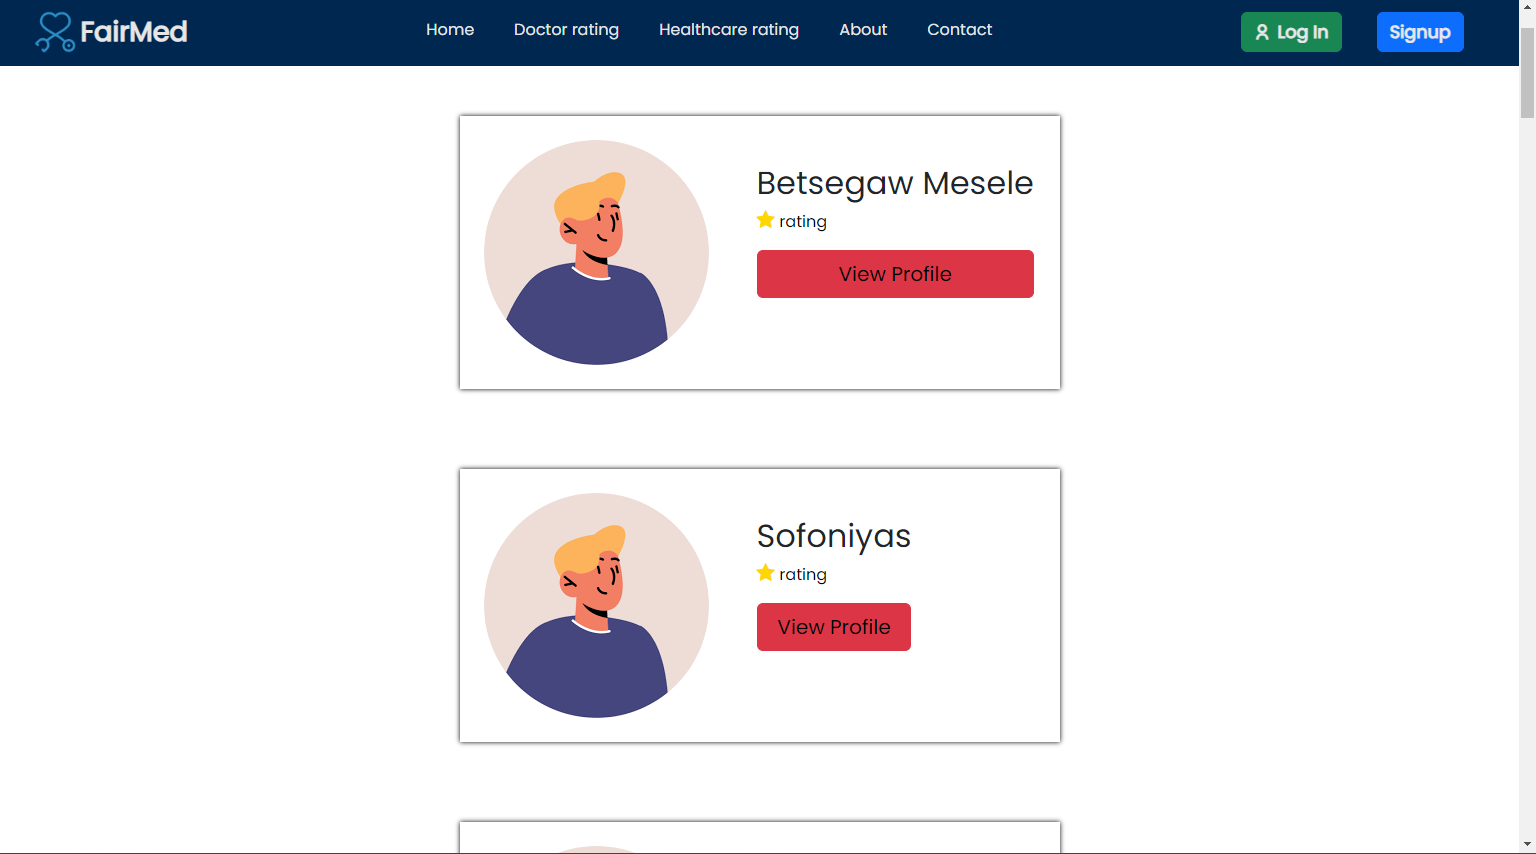 FairMed
Home Doctor rating Healthcare rating About Contact
Log In Signup
Betsegaw Mesele
rating
View Profile
Sofoniyas
rating
View Profile